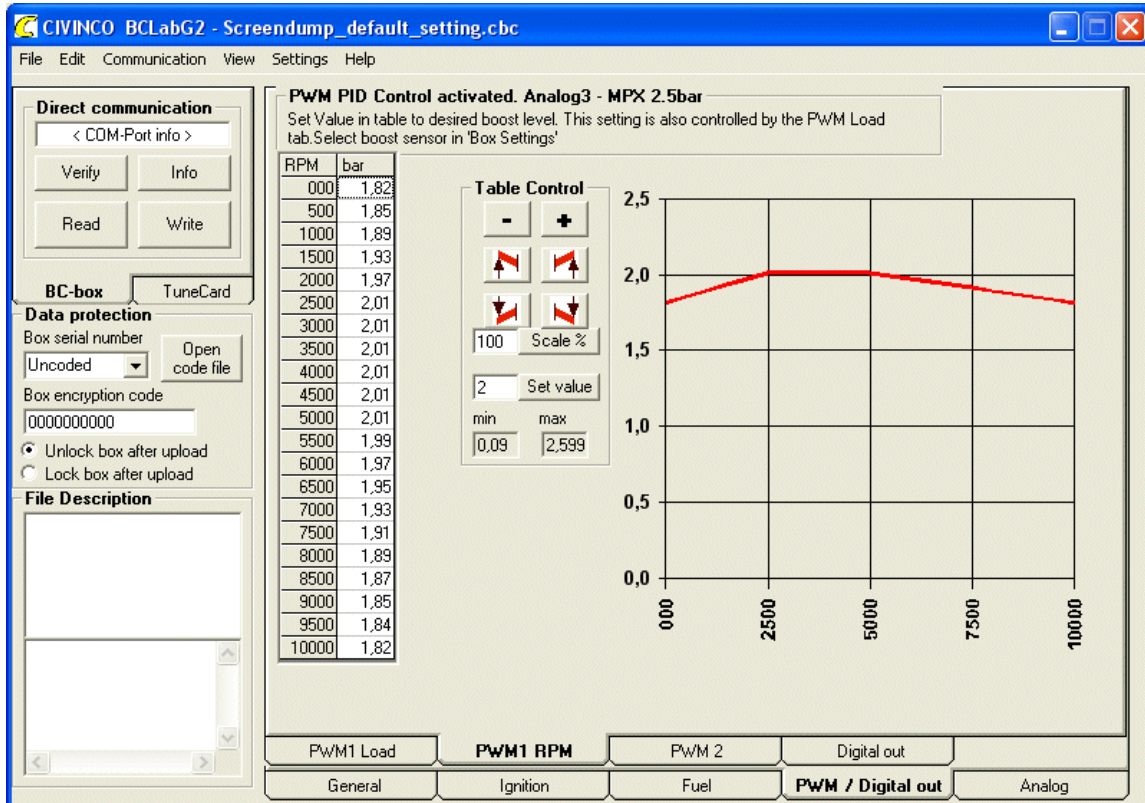 CIVINCO BCLabG2 - Screendump_default_setting.cbc
File Edit Communication View Settings Help
Direct communication
< COM-Port info >
Verify Info
Read Write
BC-box TuneCard
Data protection
Box serial number
Uncoded
Open
code file
Box encryption code
0000000000
Unlock box after upload
Lock box after upload
File Description
PWM PID Control activated. Analog3 - MPX 2.5bar
Set Value in table to desired boost level. This setting is also controlled by the PWM Load
tab.Select boost sensor in 'Box Settings'
RPM bar
000 1,82
500 1,85
1000 1,89
1500 1,93
2000 1,97
2500 2,01
3000 2,01
3500 2,01
4000 2,01
4500 2,01
5000 2,01
5500 1,99
6000 1,97
6500 1,95
7000 1,93
7500 1,91
8000 1,89
8500 1,87
9000 1,85
9500 1,84
10000 1,82
Table Control
- +
100 Scale %
2 Set value
min max
0,09 2,599
2,5
2,0
1,5
1,0
0,5
0,0
000 2500 5000 7500 10000
PWM1 Load PWM1 RPM PWM 2 Digital out
General Ignition Fuel PWM / Digital out Analog